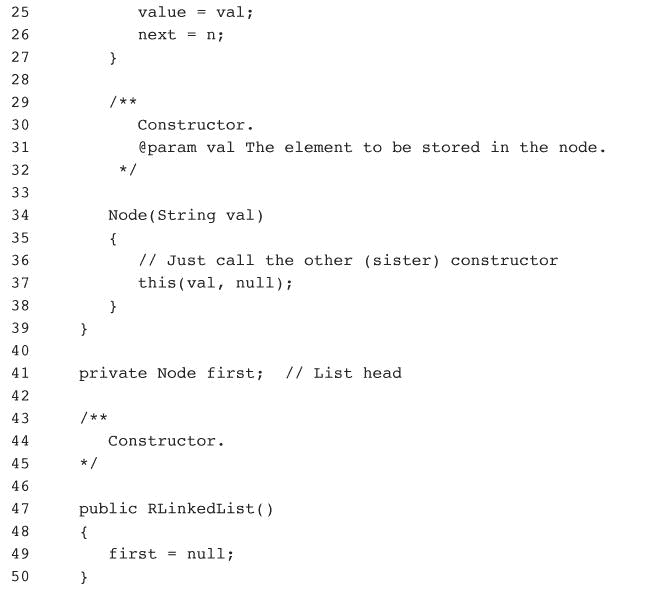 25           value = val;
26           next = n;
27        }
28
29        /**
30           Constructor.
31           @param val The element to be stored in the node.
32         */
33
34        Node(String val)
35        {
36           // Just call the other (sister) constructor
37           this(val, null);
38        }
39     }
40
41     private Node first;  // List head
42
43     /**
44        Constructor.
45     */
46
47     public RLinkedList()
48     {
49        first = null;
50     }